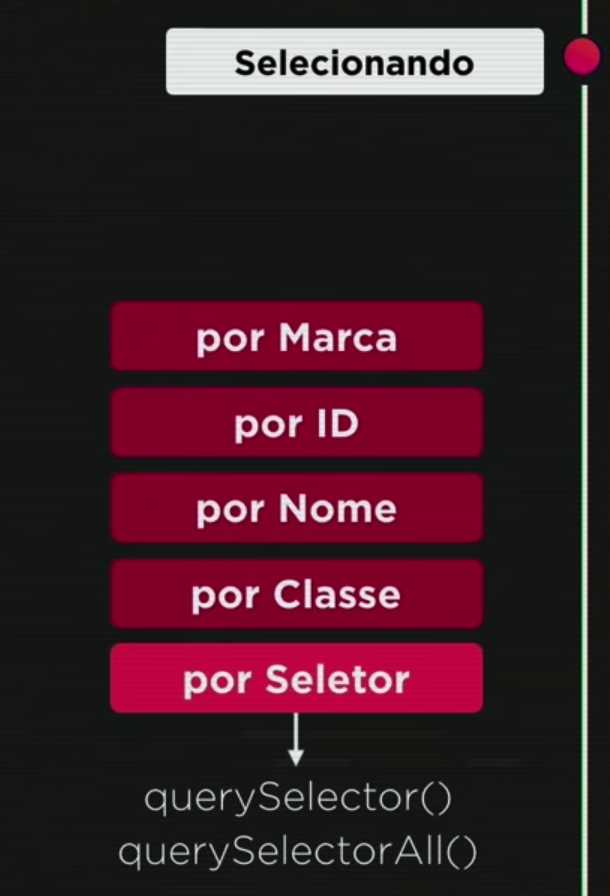 Selecionando
por Marca
por ID
por Nome
por Classe
por Seletor
querySelector()
querySelectorAll()